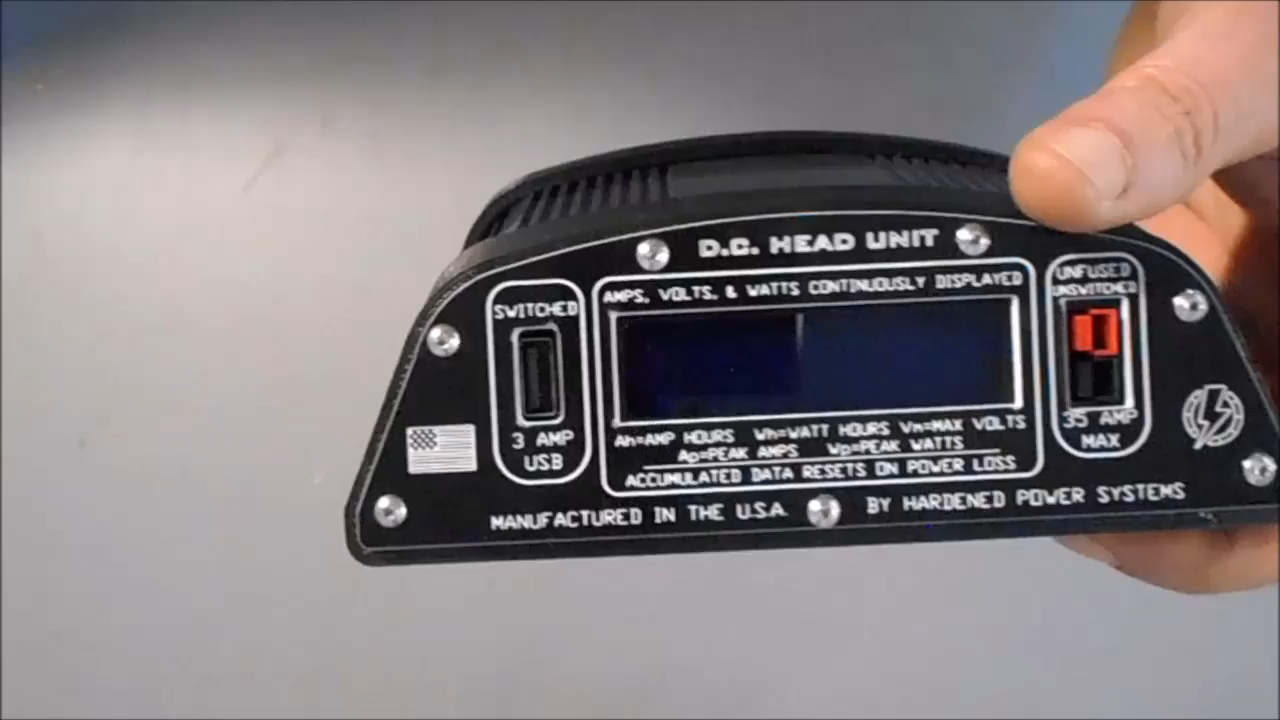 D.C. HEAD UNIT
SWITCHED
3 AMP
USB
AMPS, VOLTS, & WATTS CONTINUOUSLY DISPLAYED
Ah=AMP HOURS Wh=WATT HOURS Vm=MAX VOLTS
Ap=PEAK AMPS Wp=PEAK WATTS
ACCUMULATED DATA RESETS ON POWER LOSS
UNFUSED
UNSWITCHED
35 AMP
MAX
MANUFACTURED IN THE U.S.A. BY HARDENED POWER SYSTEMS